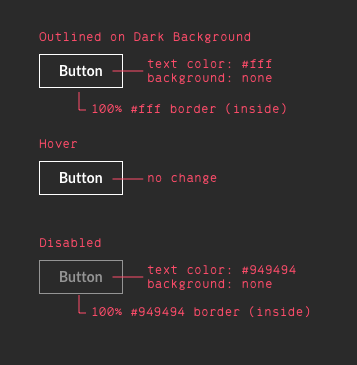 Outlined on Dark Background
Button
text color: #fff
background: none
100% #fff border (inside)
Hover
Button
no change
Disabled
Button
text color: #949494
background: none
100% #949494 border (inside)